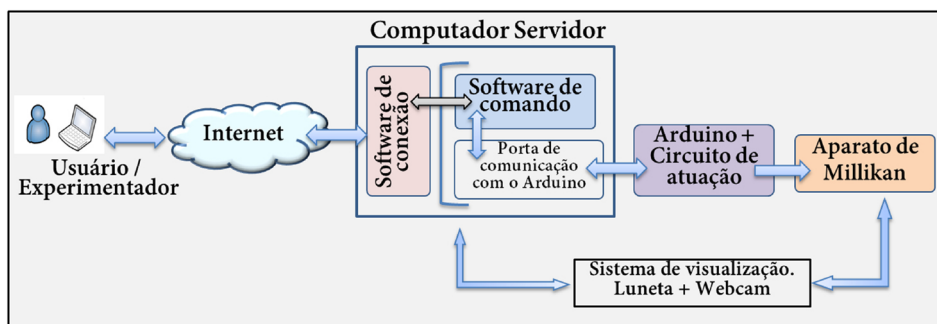 Computador Servidor
Usuário /
Experimentador
Internet
Software de
conexão
Software de
comando
Porta de
comunicação
com o Arduino
Arduino +
Circuito de
atuação
Aparato de
Millikan
Sistema de visualização.
Luneta + Webcam